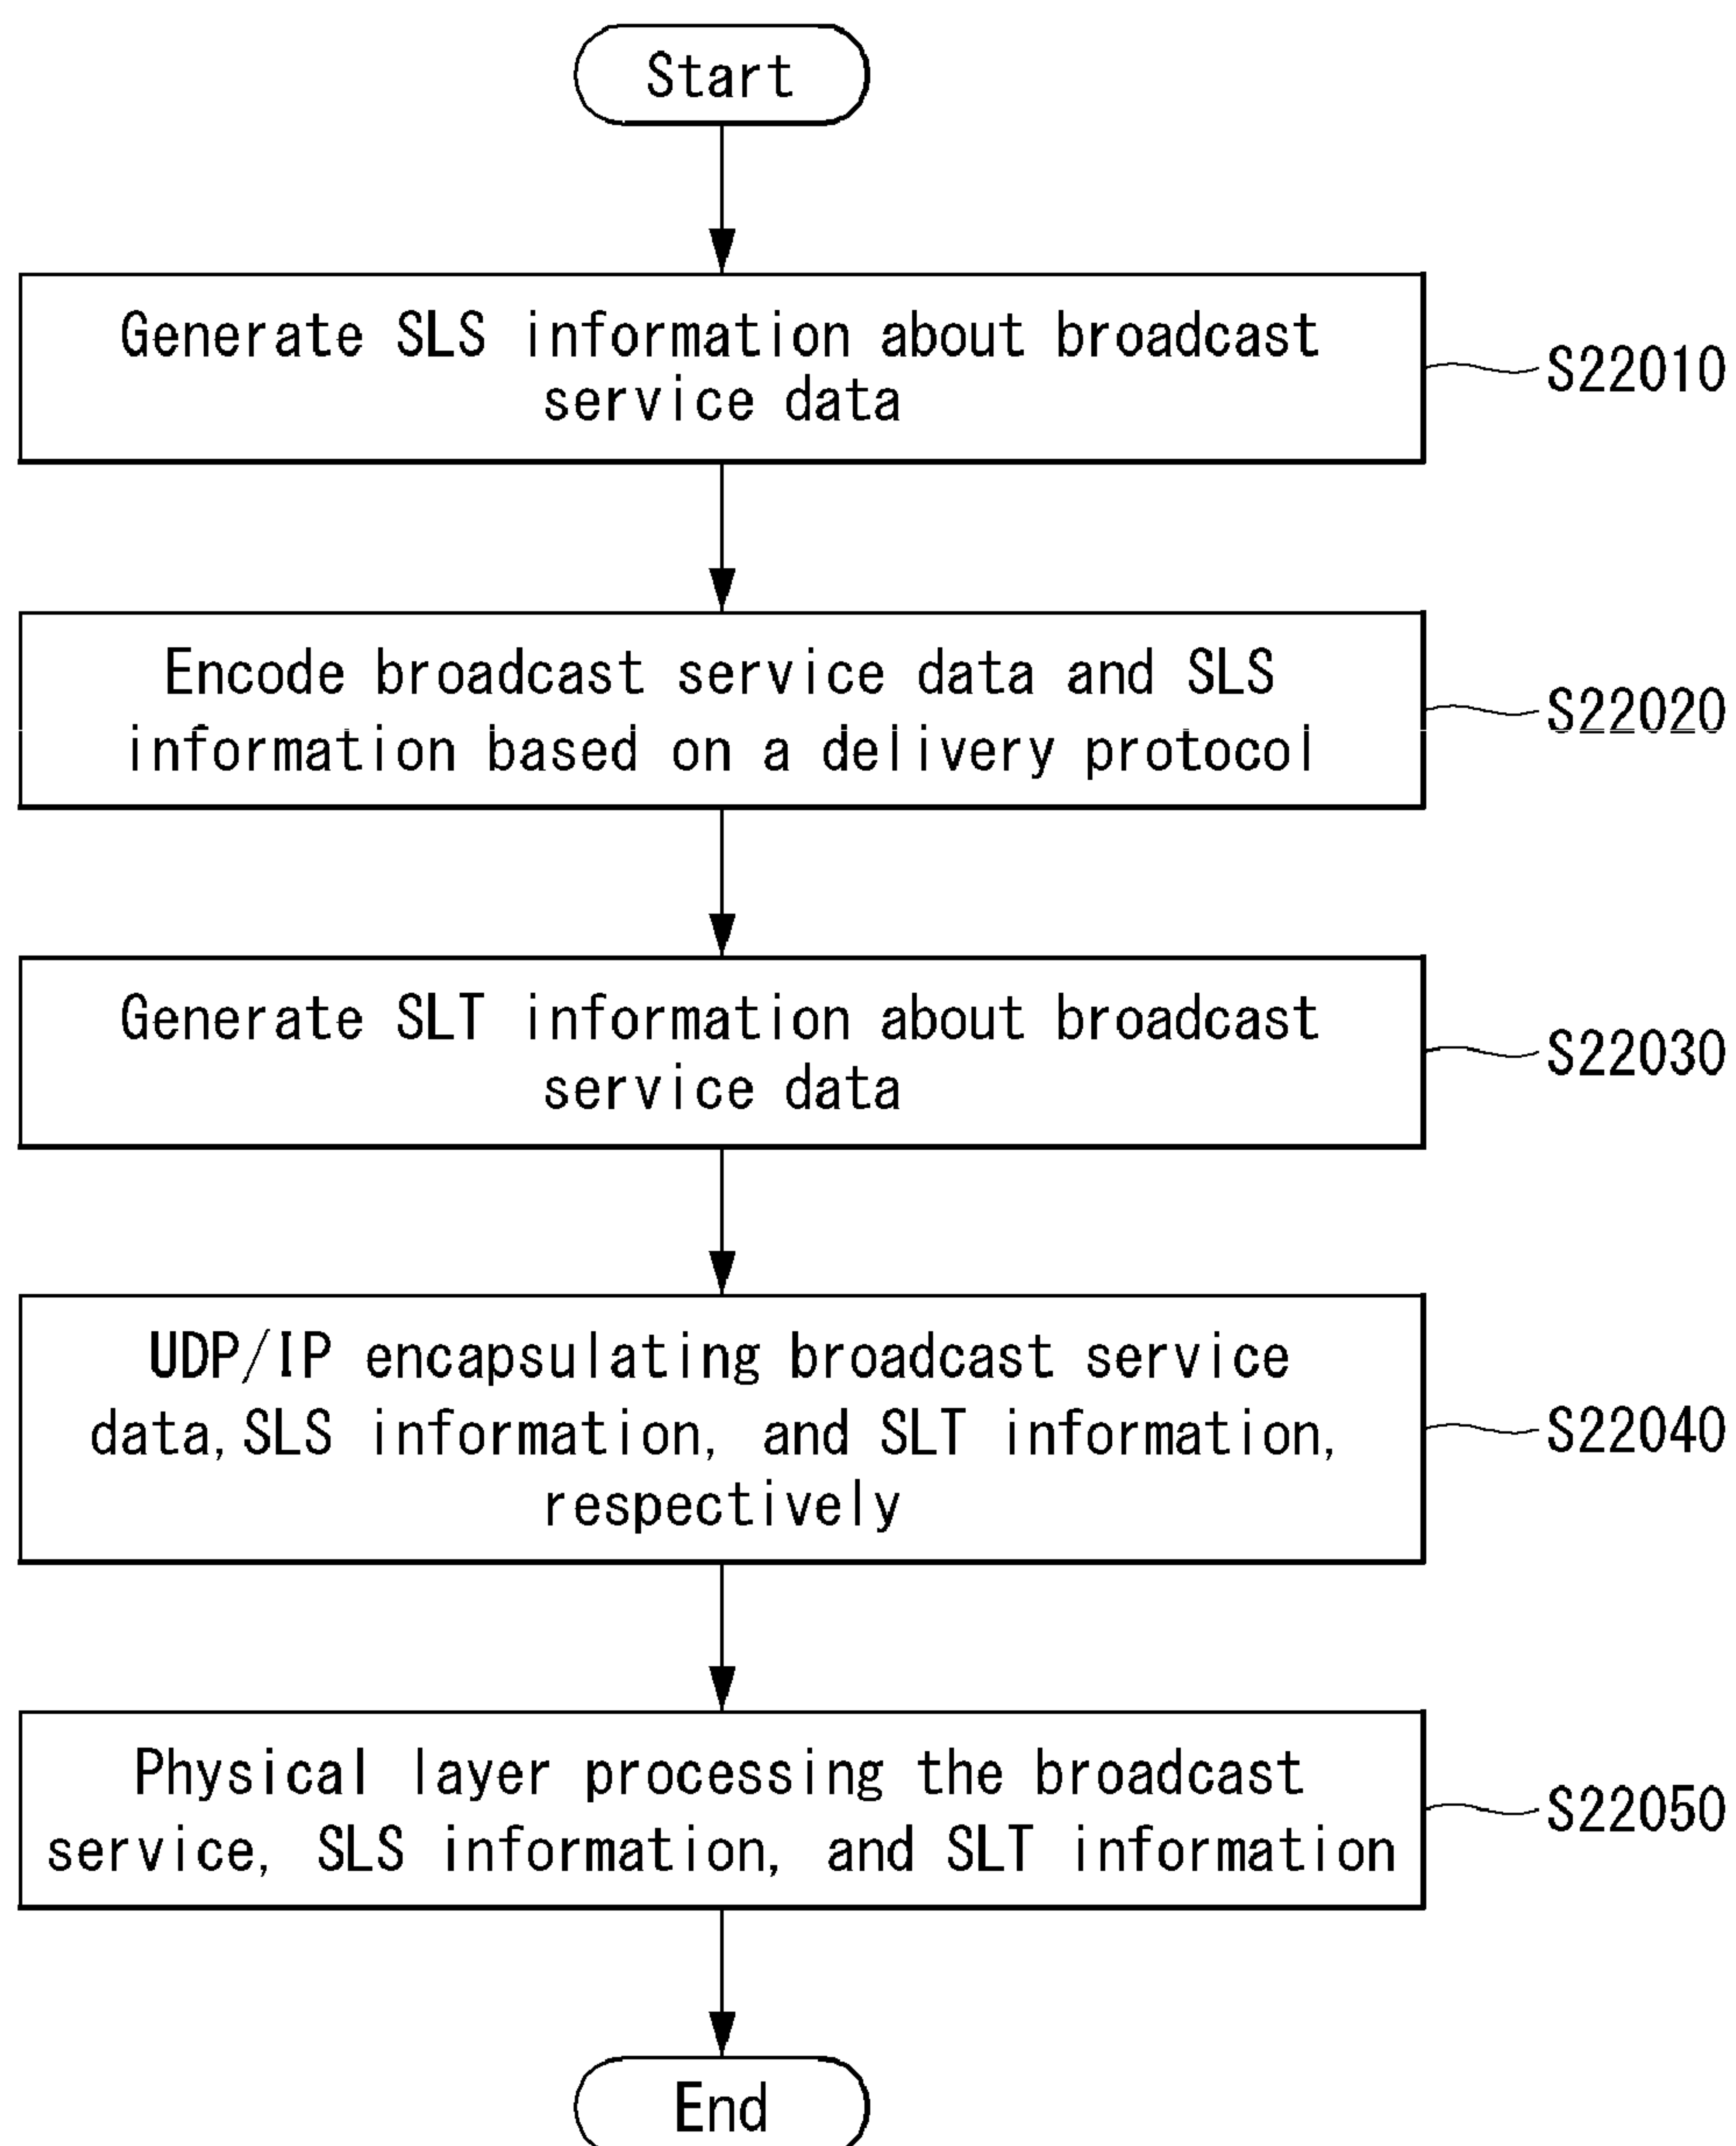 Start
Generate SLS information about broadcast
service data
S22010
Encode broadcast service data and SLS
information based on a delivery protocol
S22020
Generate SLT information about broadcast
service data
S22030
UDP/IP encapsulating broadcast service
data, SLS information, and SLT information,
respectively
S22040
Physical layer processing the broadcast
service, SLS information, and SLT information
S22050
End